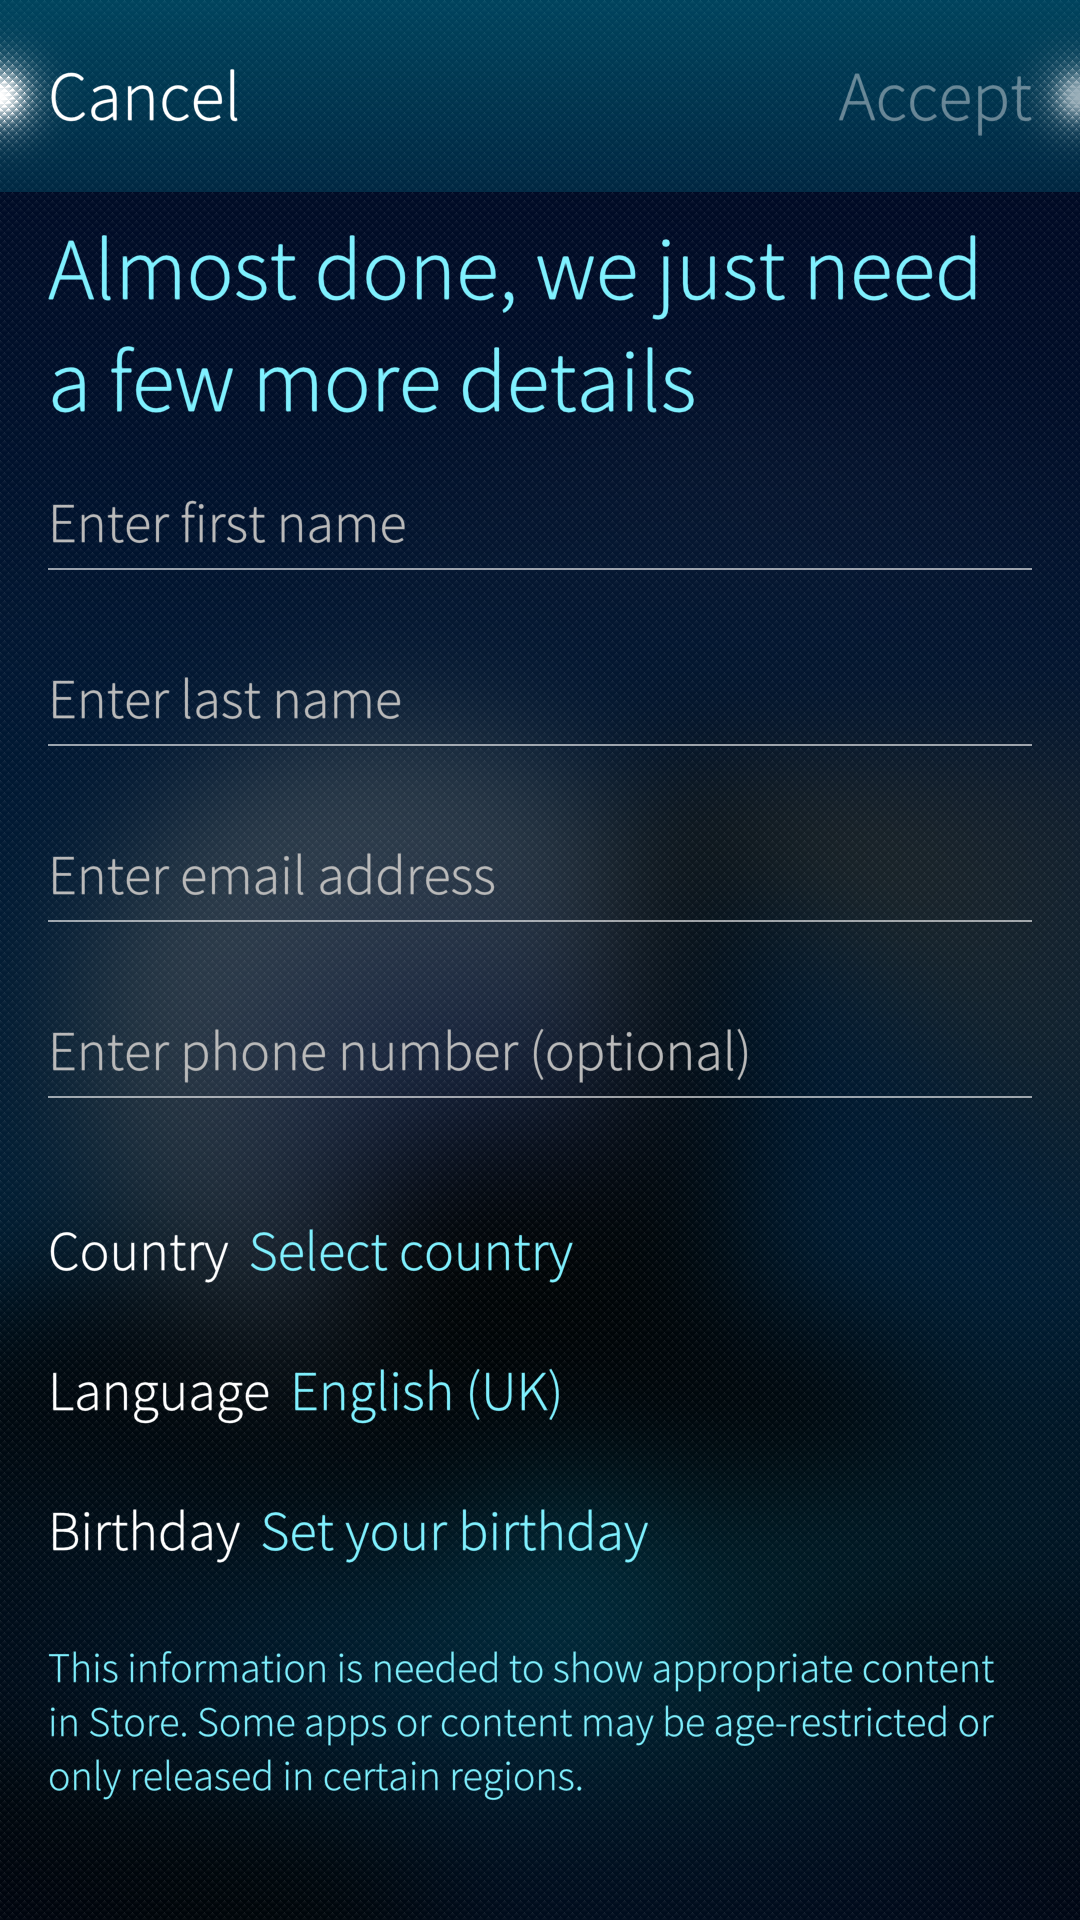 Cancel
Accept
Almost done, we just need
a few more details
Enter first name
Enter last name
Enter email address
Enter phone number (optional)
Country Select country
Language English (UK)
Birthday Set your birthday
This information is needed to show appropriate content
in Store. Some apps or content may be age-restricted or
only released in certain regions.